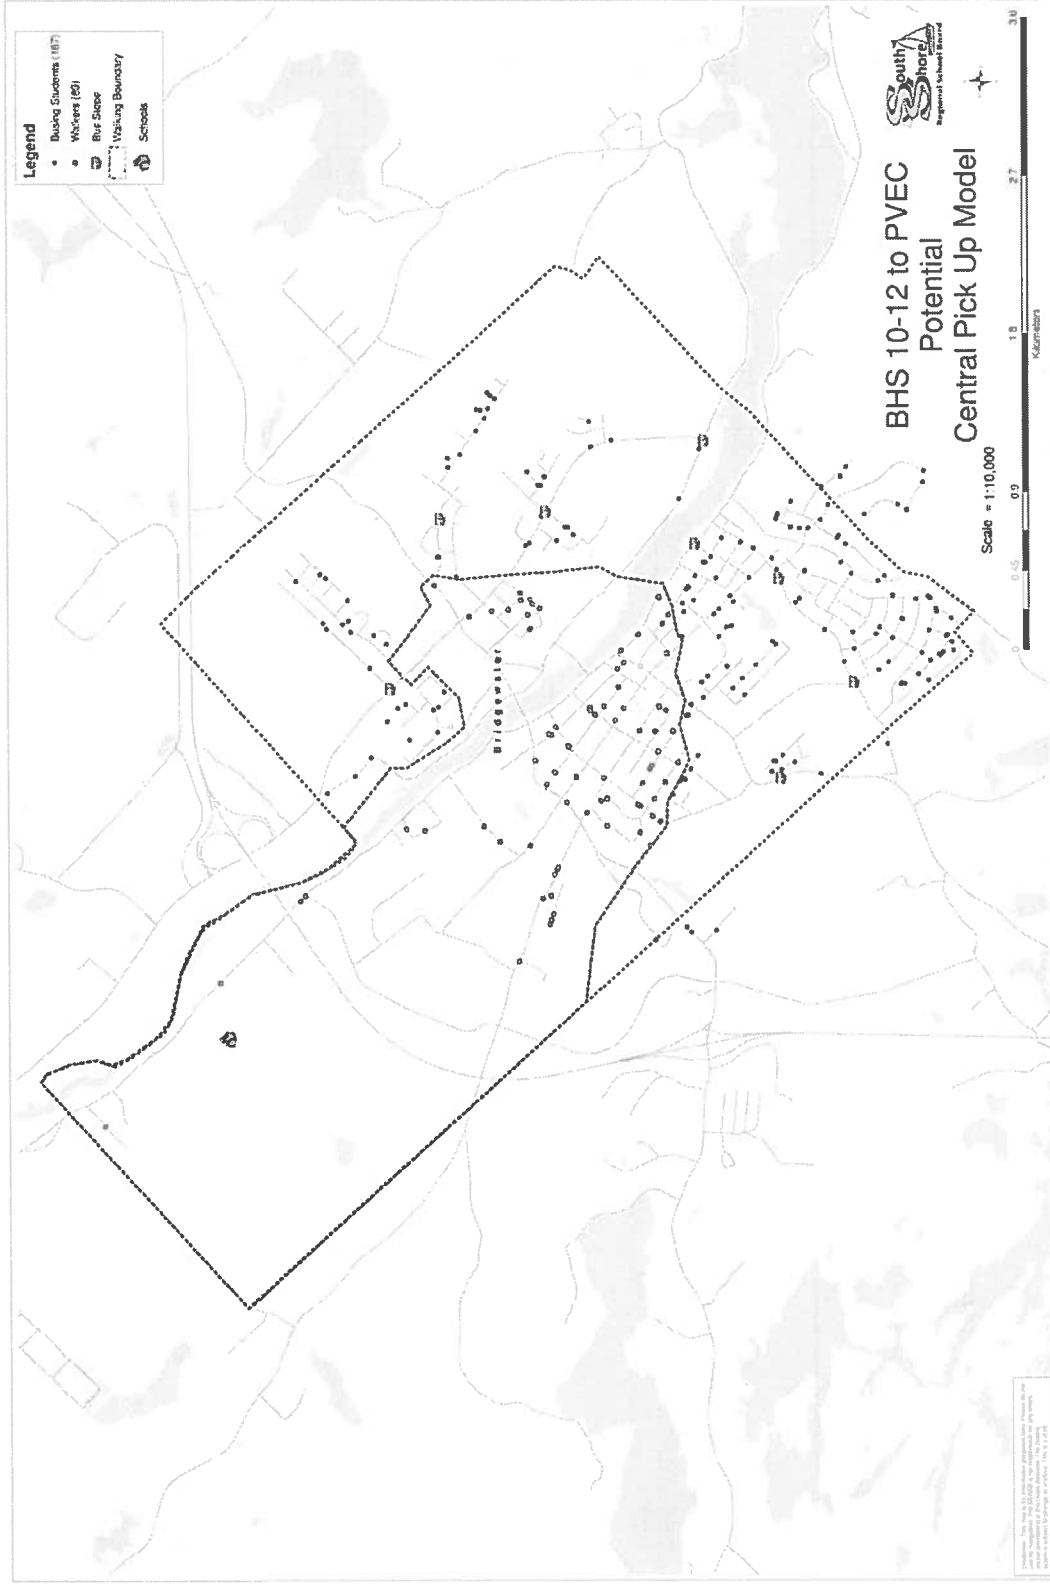 Legend
Busing Students (187)
Walkers (69)
Bus Stops
Walking Boundary
Schools
Bridgewater
South
Shore
Regional School Board
BHS 10-12 to PVEC
Potential
Central Pick Up Model
Scale = 1:10,000
0 0.45 0.9 1.8 2.7 3.6
Kilometers